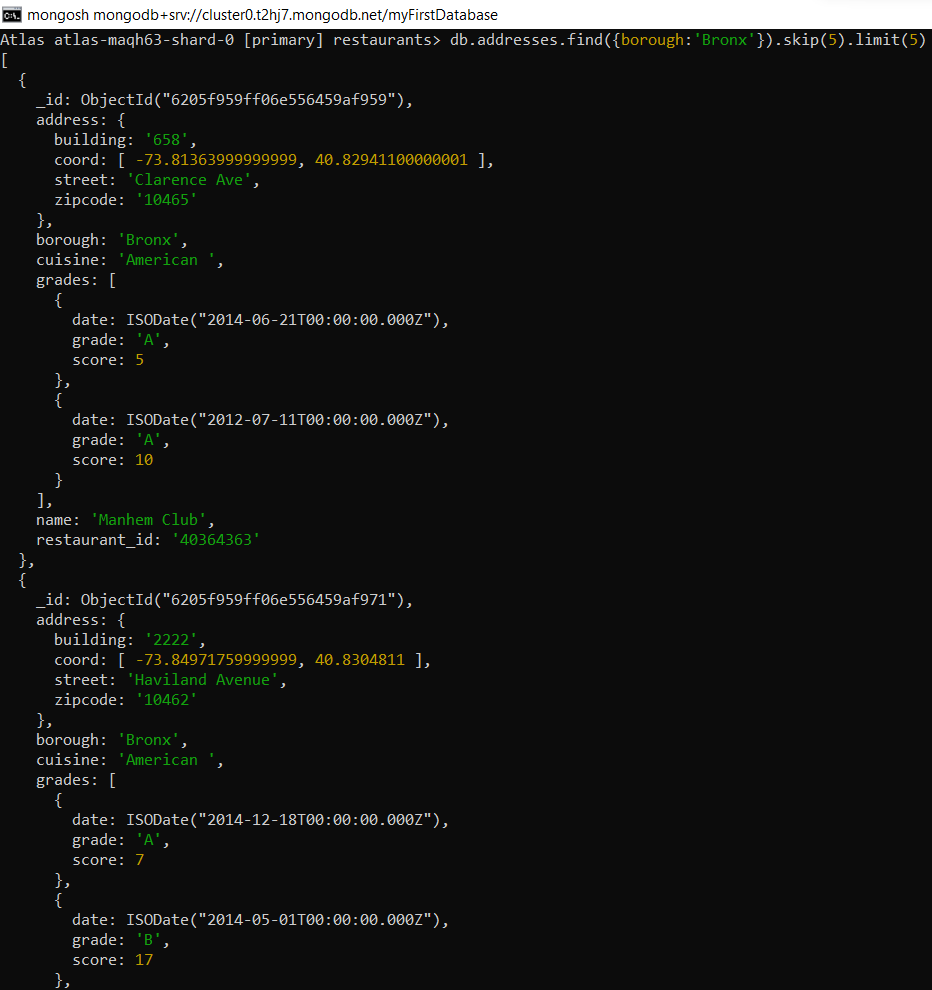 mongosh mongodb+srv://cluster0.t2hj7.mongodb.net/myFirstDatabase
Atlas atlas-maqh63-shard-0 [primary] restaurants> db.addresses.find({borough:'Bronx'}).skip(5).limit(5)
[
  {
    _id: ObjectId("6205f959ff06e556459af959"),
    address: {
      building: '658',
      coord: [ -73.81363999999999, 40.82941100000001 ],
      street: 'Clarence Ave',
      zipcode: '10465'
    },
    borough: 'Bronx',
    cuisine: 'American ',
    grades: [
      {
        date: ISODate("2014-06-21T00:00:00.000Z"),
        grade: 'A',
        score: 5
      },
      {
        date: ISODate("2012-07-11T00:00:00.000Z"),
        grade: 'A',
        score: 10
      }
    ],
    name: 'Manhem Club',
    restaurant_id: '40364363'
  },
  {
    _id: ObjectId("6205f959ff06e556459af971"),
    address: {
      building: '2222',
      coord: [ -73.84971759999999, 40.8304811 ],
      street: 'Haviland Avenue',
      zipcode: '10462'
    },
    borough: 'Bronx',
    cuisine: 'American ',
    grades: [
      {
        date: ISODate("2014-12-18T00:00:00.000Z"),
        grade: 'A',
        score: 7
      },
      {
        date: ISODate("2014-05-01T00:00:00.000Z"),
        grade: 'B',
        score: 17
      },